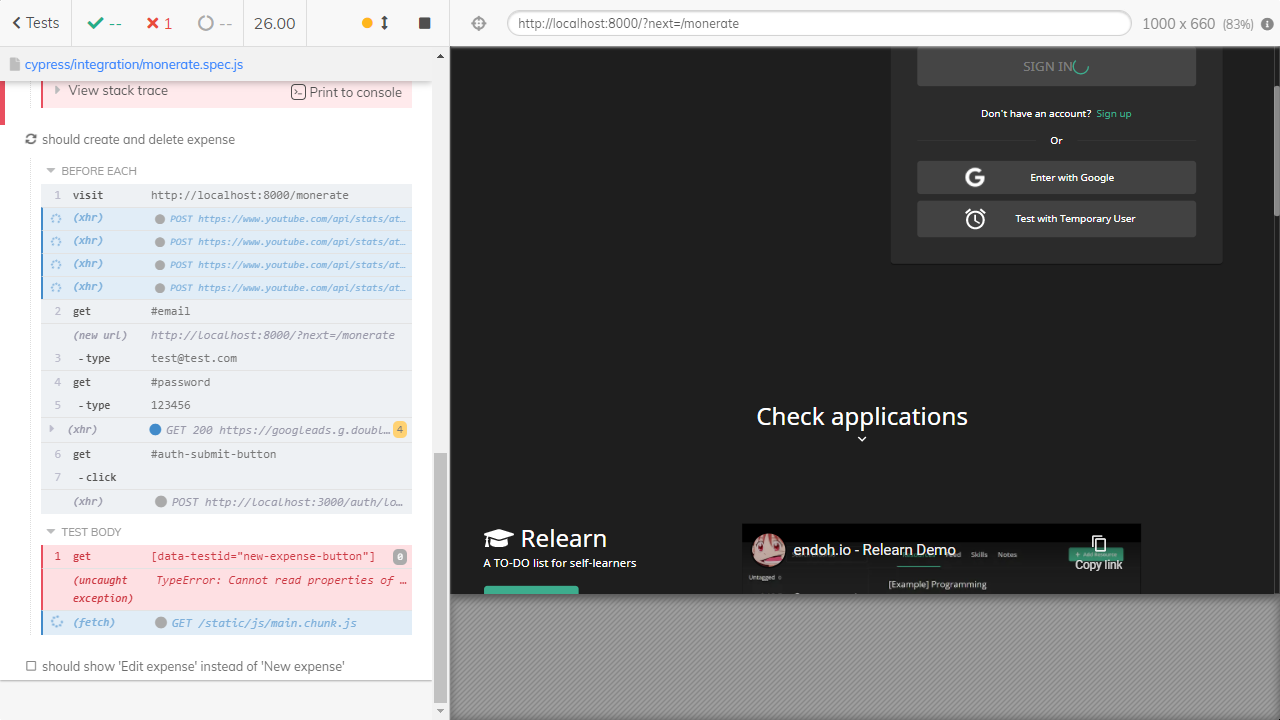 Tests -- 1 -- 26.00
cypress/integration/monerate.spec.js
View stack trace Print to console
should create and delete expense
BEFORE EACH
1 visit http://localhost:8000/monerate
(xhr) POST https://www.youtube.com/api/stats/at…
(xhr) POST https://www.youtube.com/api/stats/at…
(xhr) POST https://www.youtube.com/api/stats/at…
(xhr) POST https://www.youtube.com/api/stats/at…
2 get #email
(new url) http://localhost:8000/?next=/monerate
3 -type test@test.com
4 get #password
5 -type 123456
(xhr) GET 200 https://googleads.g.doubl… 4
6 get #auth-submit-button
7 -click
(xhr) POST http://localhost:3000/auth/lo…
TEST BODY
1 get [data-testid="new-expense-button"] 0
(uncaught exception) TypeError: Cannot read properties of …
(fetch) GET /static/js/main.chunk.js
should show 'Edit expense' instead of 'New expense'
http://localhost:8000/?next=/monerate
1000 x 660 (83%)
SIGN IN
Don't have an account? Sign up
Or
Enter with Google
Test with Temporary User
Check applications
Relearn
A TO-DO list for self-learners
endoh.io - Relearn Demo
Skills Notes
+ Add Resource
Copy link
Untagged
[Example] Programming